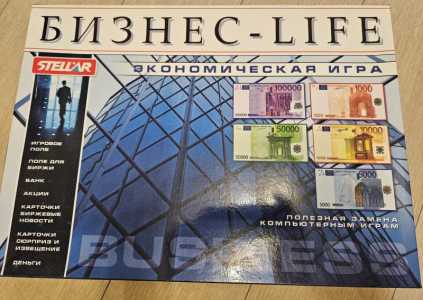 БИЗНЕС-LIFE
STELLAR
ЭКОНОМИЧЕСКАЯ ИГРА
100000
1000
50000
10000
5000
ИГРОВОЕ
ПОЛЕ
ПОЛЕ ДЛЯ
БИРЖИ
БАНК
АКЦИИ
КАРТОЧКИ
БИРЖЕВЫЕ
НОВОСТИ
КАРТОЧКИ
СЮРПРИЗ И
ИЗВЕЩЕНИЕ
ДЕНЬГИ
ПОЛЕЗНАЯ ЗАМЕНА
КОМПЬЮТЕРНЫМ ИГРАМ
BUSINESS